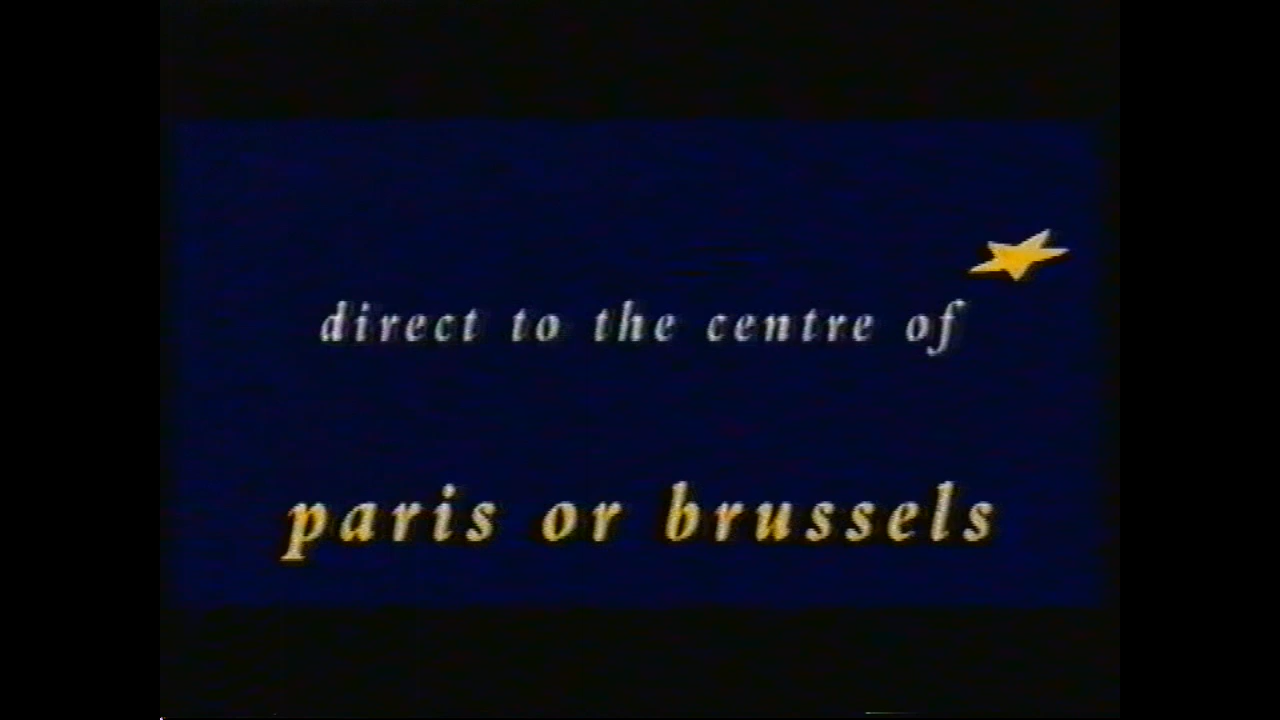 direct to the centre of
paris or brussels